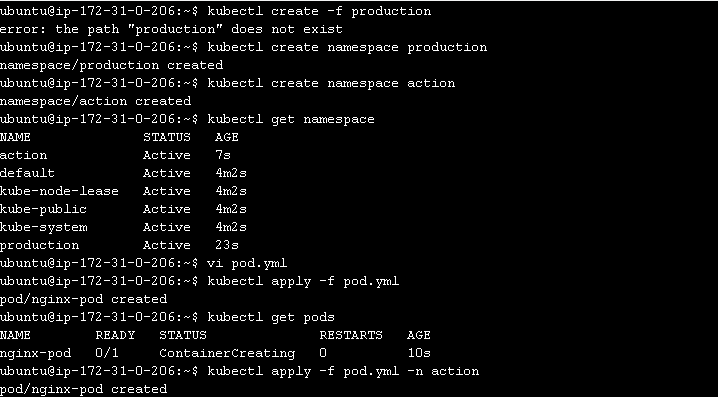 ubuntu@ip-172-31-0-206:~$ kubectl create -f production
error: the path "production" does not exist
ubuntu@ip-172-31-0-206:~$ kubectl create namespace production
namespace/production created
ubuntu@ip-172-31-0-206:~$ kubectl create namespace action
namespace/action created
ubuntu@ip-172-31-0-206:~$ kubectl get namespace
NAME              STATUS   AGE
action            Active   7s
default           Active   4m2s
kube-node-lease   Active   4m2s
kube-public       Active   4m2s
kube-system       Active   4m2s
production        Active   23s
ubuntu@ip-172-31-0-206:~$ vi pod.yml
ubuntu@ip-172-31-0-206:~$ kubectl apply -f pod.yml
pod/nginx-pod created
ubuntu@ip-172-31-0-206:~$ kubectl get pods
NAME        READY   STATUS              RESTARTS   AGE
nginx-pod   0/1     ContainerCreating   0          10s
ubuntu@ip-172-31-0-206:~$ kubectl apply -f pod.yml -n action
pod/nginx-pod created